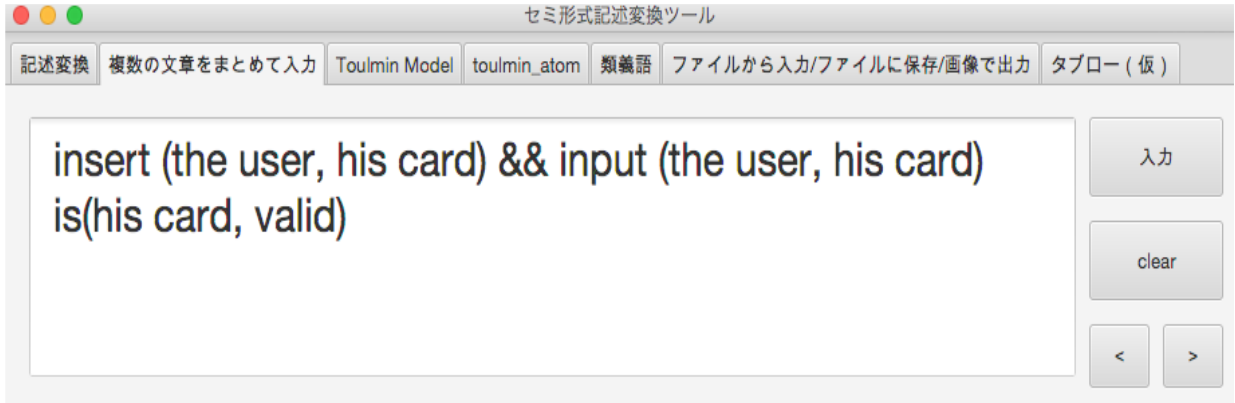 セミ形式記述変換ツール
記述変換 複数の文章をまとめて入力 Toulmin Model toulmin_atom 類義語 ファイルから入力/ファイルに保存/画像で出力 タブロー ( 仮 )
insert (the user, his card) && input (the user, his card)
is(his card, valid)
入力
clear
< >